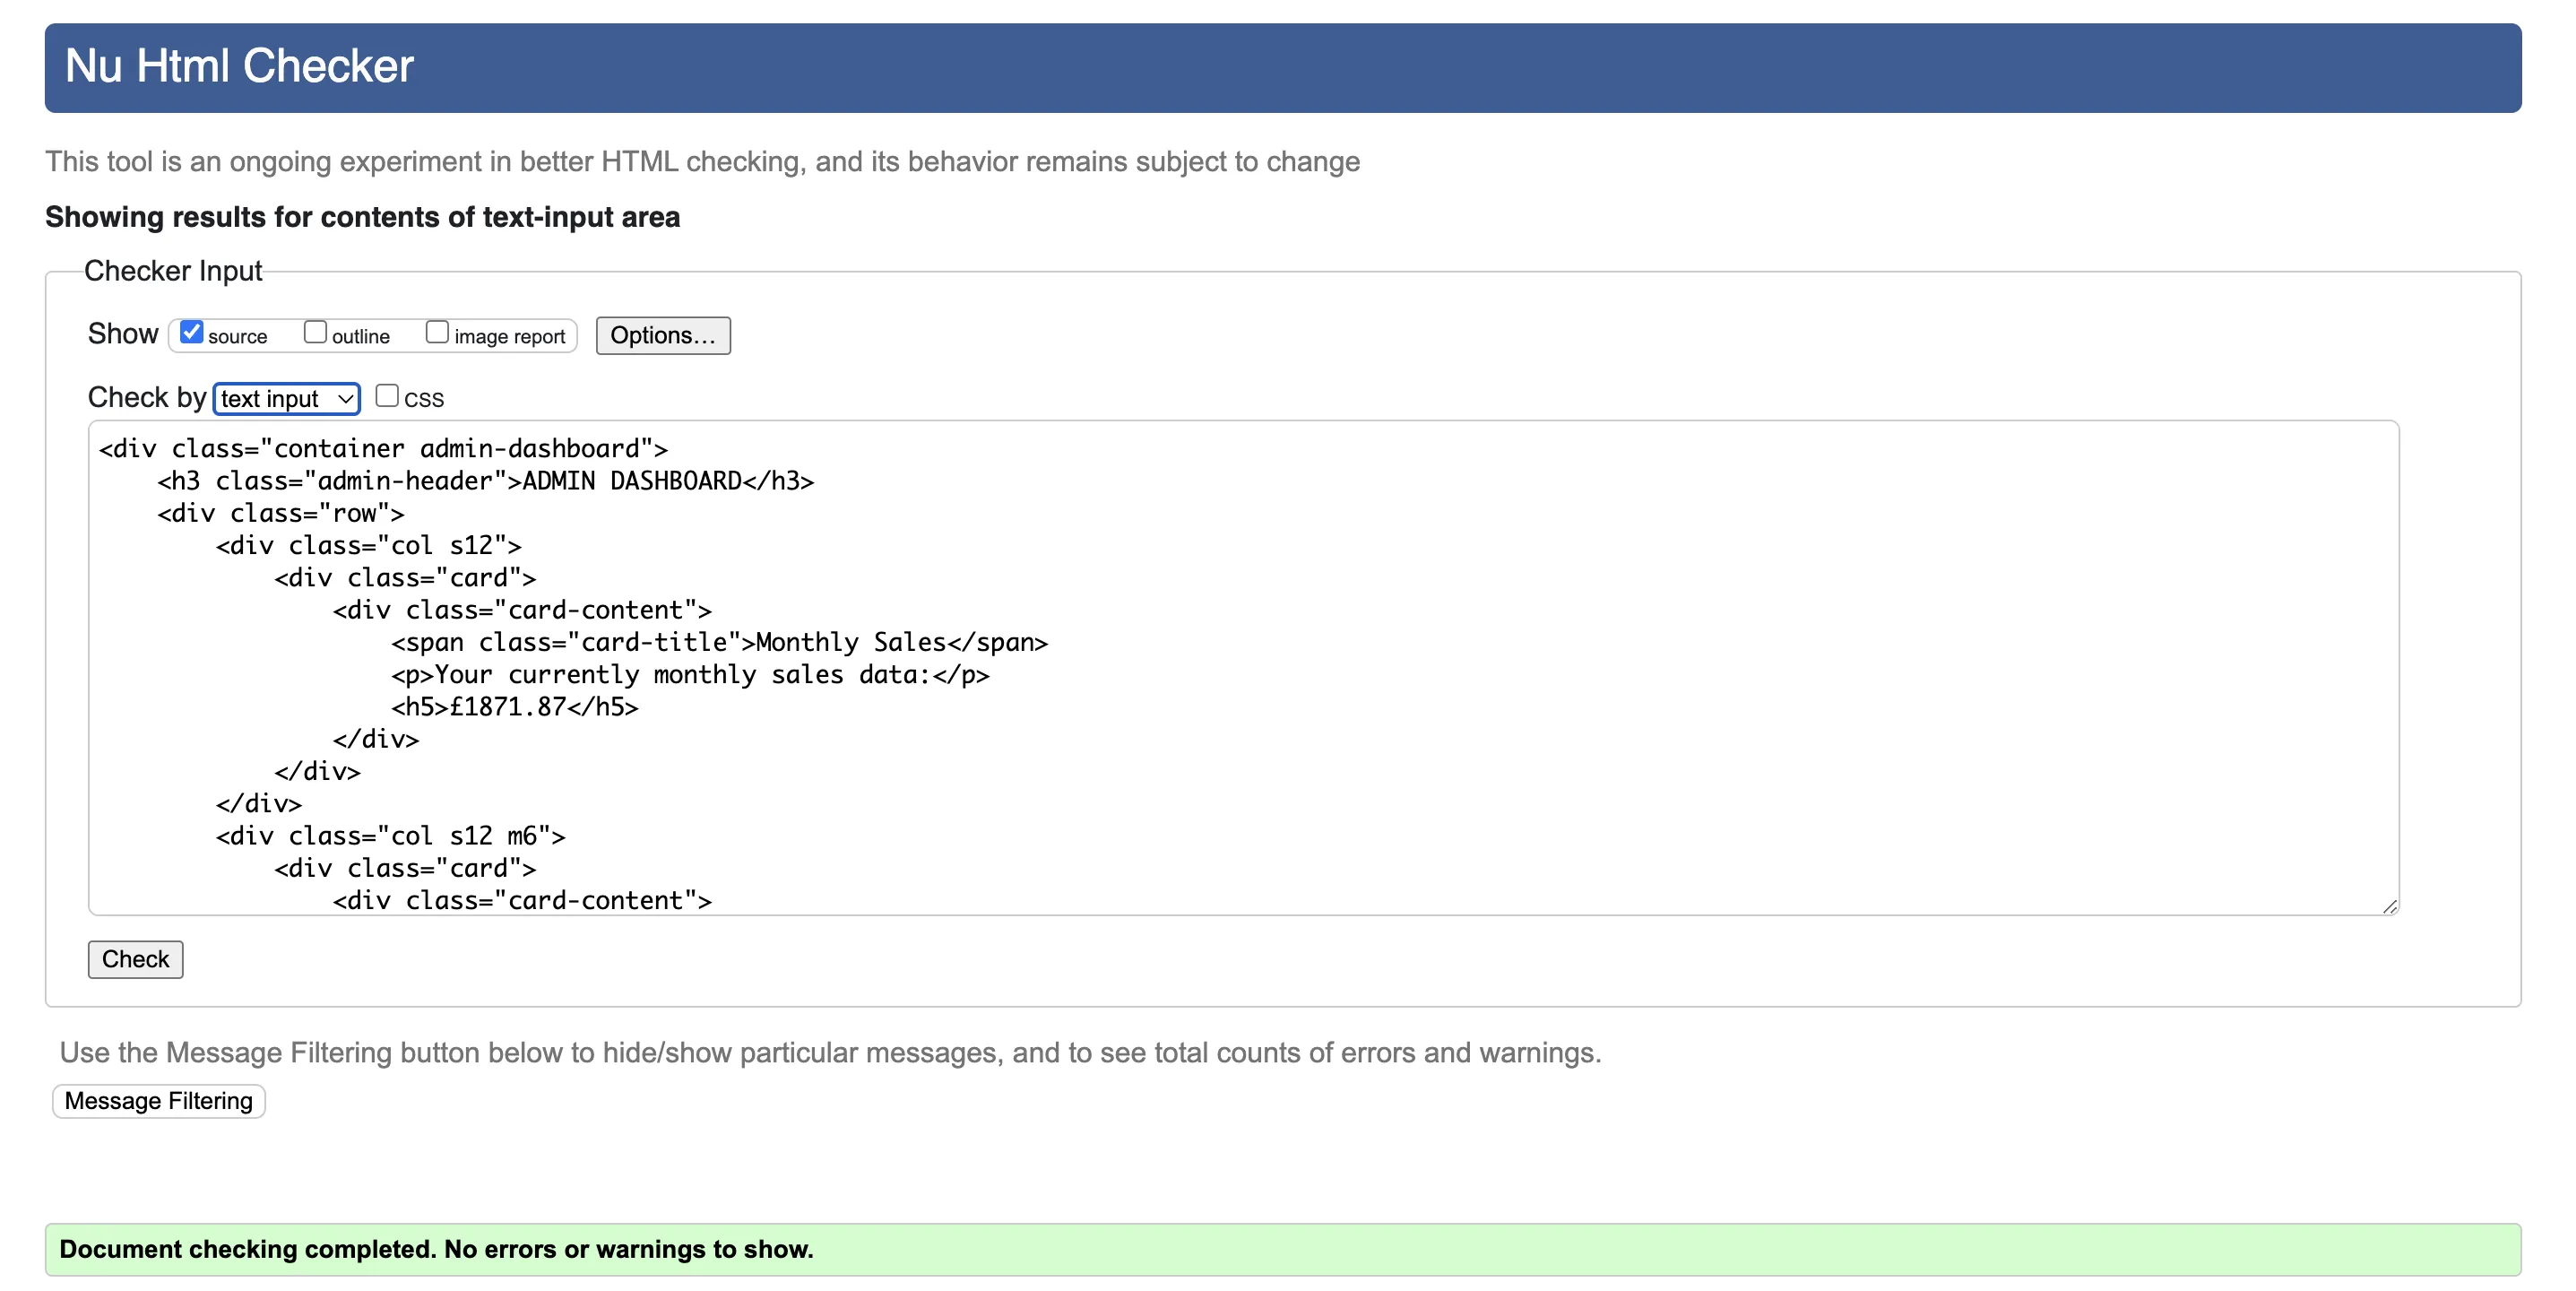 Nu Html Checker
This tool is an ongoing experiment in better HTML checking, and its behavior remains subject to change
Showing results for contents of text-input area
Checker Input
Show source outline image report Options...
Check by text input css
<div class="container admin-dashboard">
    <h3 class="admin-header">ADMIN DASHBOARD</h3>
    <div class="row">
        <div class="col s12">
            <div class="card">
                <div class="card-content">
                    <span class="card-title">Monthly Sales</span>
                    <p>Your currently monthly sales data:</p>
                    <h5>£1871.87</h5>
                </div>
            </div>
        </div>
        <div class="col s12 m6">
            <div class="card">
                <div class="card-content">
Check
Use the Message Filtering button below to hide/show particular messages, and to see total counts of errors and warnings.
Message Filtering
Document checking completed. No errors or warnings to show.